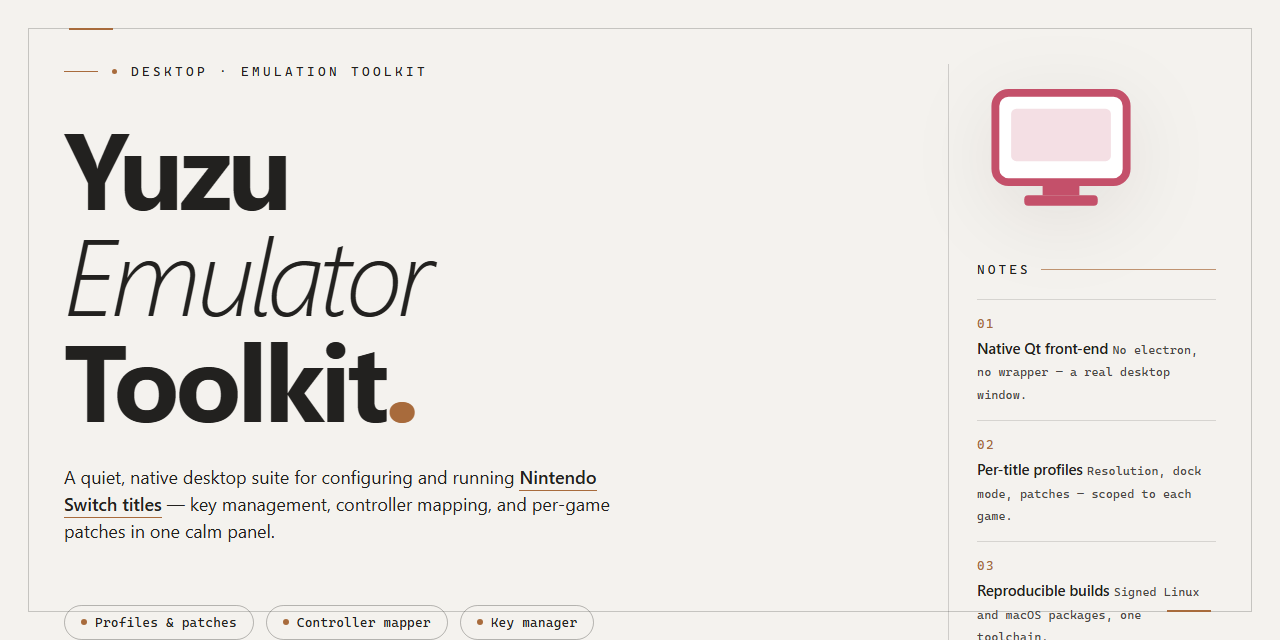 DESKTOP · EMULATION TOOLKIT
Yuzu
Emulator
Toolkit.
A quiet, native desktop suite for configuring and running Nintendo
Switch titles — key management, controller mapping, and per-game
patches in one calm panel.
Profiles & patches
Controller mapper
Key manager
NOTES
01
Native Qt front-end No electron,
no wrapper — a real desktop
window.
02
Per-title profiles Resolution, dock
mode, patches — scoped to each
game.
03
Reproducible builds Signed Linux
and macOS packages, one
toolchain.